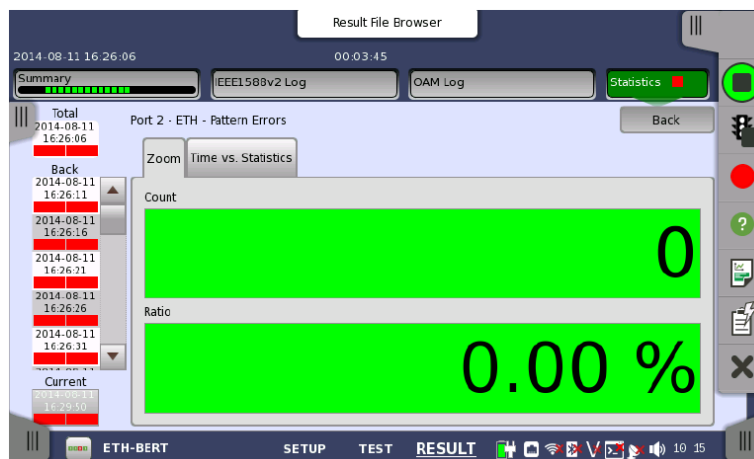 Result File Browser
2014-08-11 16:26:06
00:03:45
Summary
IEEE1588v2 Log
OAM Log
Statistics
Total
2014-08-11
16:26:06
Port 2 - ETH - Pattern Errors
Back
Zoom
Time vs. Statistics
Back
2014-08-11
16:26:11
2014-08-11
16:26:16
2014-08-11
16:26:21
2014-08-11
16:26:26
2014-08-11
16:26:31
Current
2014-08-11
16:29:50
Count
0
Ratio
0.00 %
ETH-BERT
SETUP
TEST
RESULT
10 15